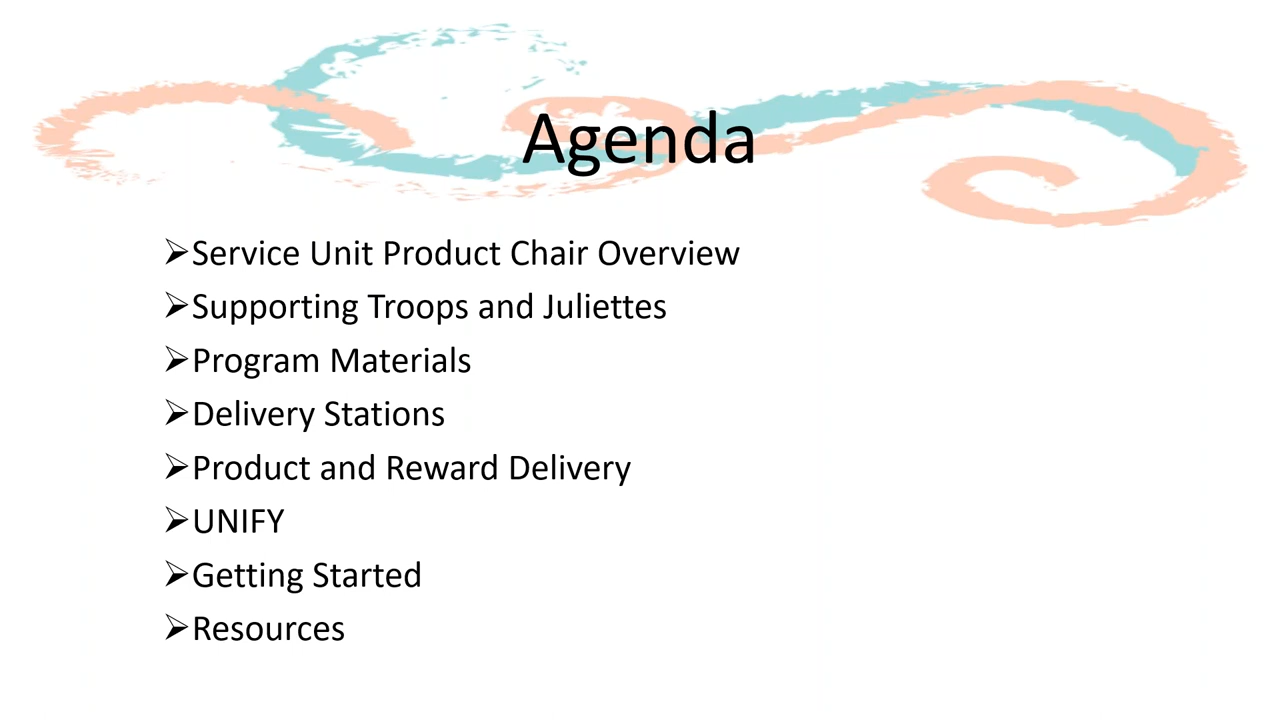 Agenda
➢Service Unit Product Chair Overview
➢Supporting Troops and Juliettes
➢Program Materials
➢Delivery Stations
➢Product and Reward Delivery
➢UNIFY
➢Getting Started
➢Resources